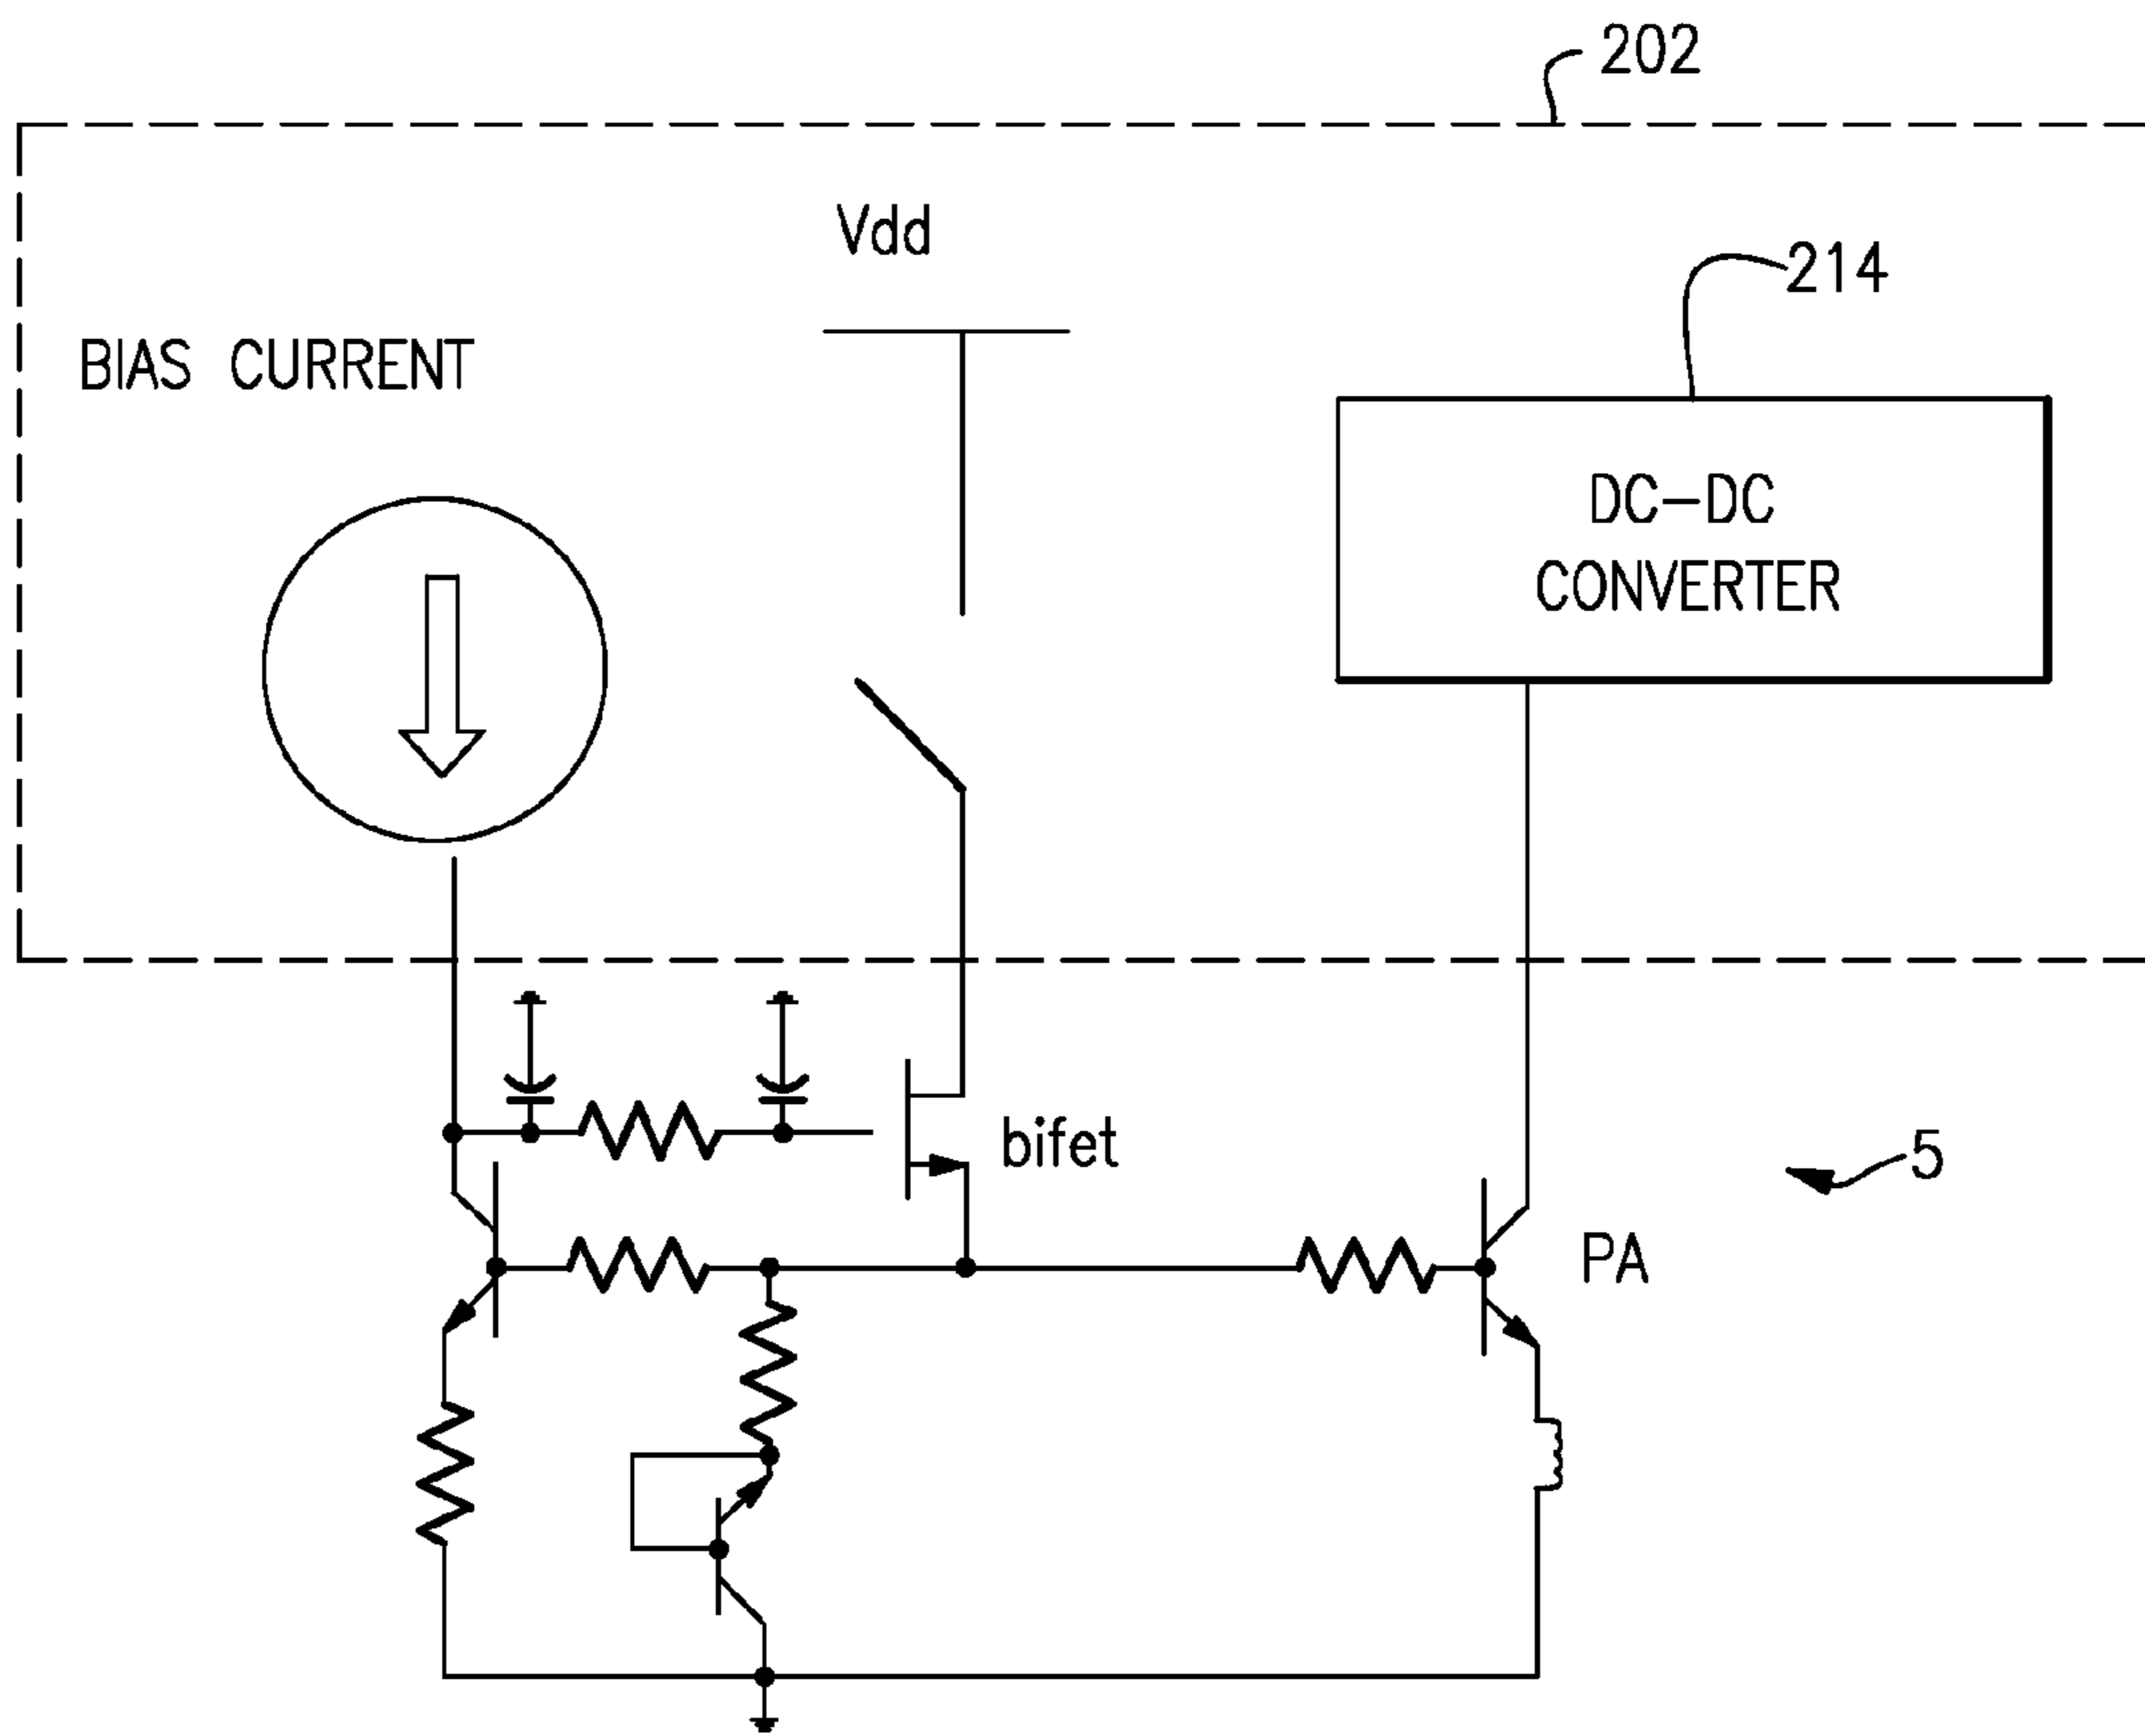 202
Vdd
214
BIAS CURRENT
DC-DC
CONVERTER
bifet
5
PA